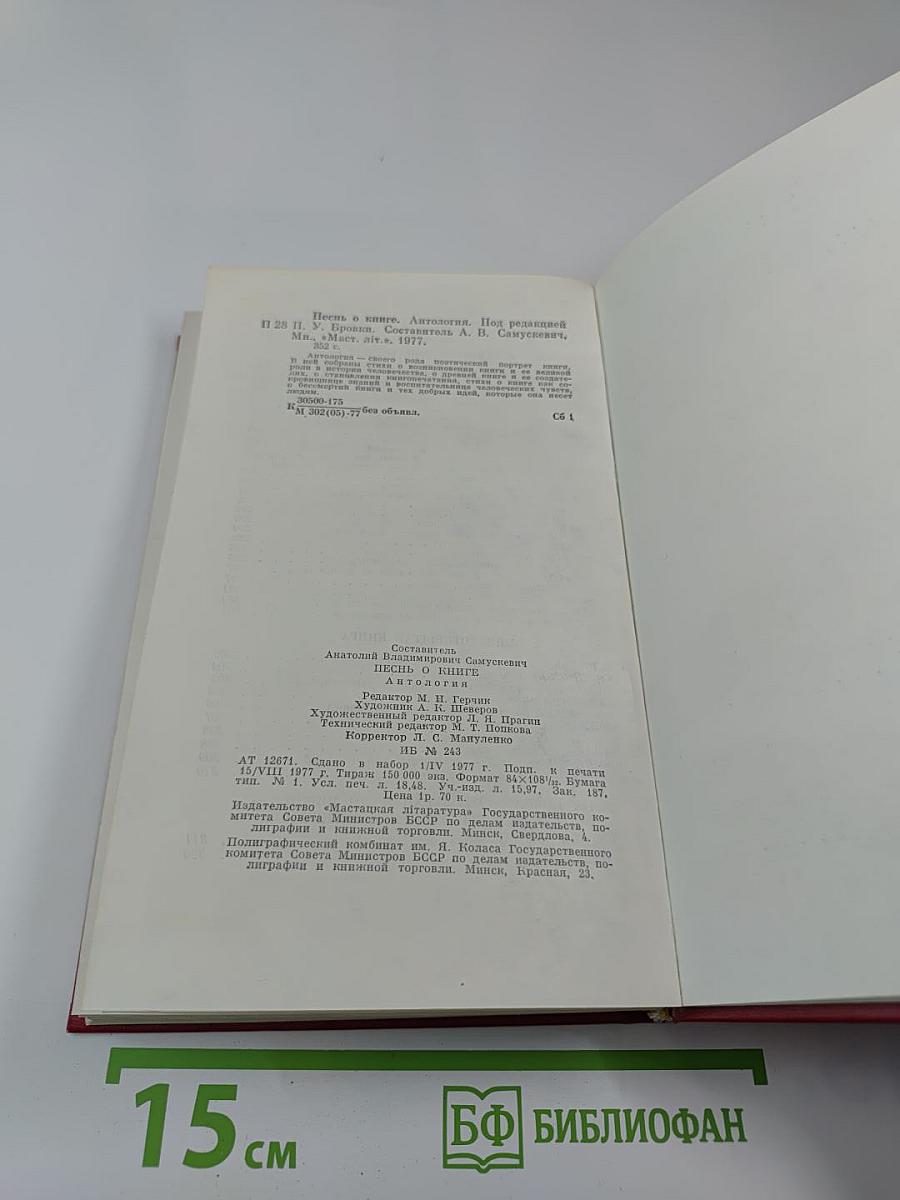 Песнь о книге. Антология. Под редакцией
П 28 П. У. Бровки. Составитель А. В. Самускевич,
Мн., «Маст. літ.». 1977.
352 с.
Антология — своего рода поэтический портрет книги,
В ней собраны стихи о возникновении книги и ее великой
роли в истории человечества, о древней книге и ее создате-
лях, о становлении книгопечатания, стихи о книге как со-
кровищнице знаний и воспитательнице человеческих чувств,
о бессмертии книги и тех добрых идей, которые она несет
людям.
К 30500-175
М 302(05)-77 без объявл.
Сб 1
Составитель
Анатолий Владимирович Самускевич
ПЕСНЬ О КНИГЕ
Антология
Редактор М. Н. Герчик
Художник А. К. Шеверов
Художественный редактор Л. Я. Прагин
Технический редактор М. Т. Попкова
Корректор Л. С. Мануленко
ИБ № 243
АТ 12671. Сдано в набор 1/IV 1977 г. Подп. к печати
15/VIII 1977 г. Тираж 150 000 экз. Формат 84×108¹/₃₂. Бумага
тип. № 1. Усл. печ. л. 18,48. Уч.-изд. л. 15,97. Зак. 187.
Цена 1р. 70 к.
Издательство «Мастацкая літаратура» Государственного ко-
митета Совета Министров БССР по делам издательств, по-
лиграфии и книжной торговли. Минск, Свердлова, 4.
Полиграфический комбинат им. Я. Коласа Государственного
комитета Совета Министров БССР по делам издательств, по-
лиграфии и книжной торговли. Минск, Красная, 23.
15 см
БФ БИБЛИОФАН